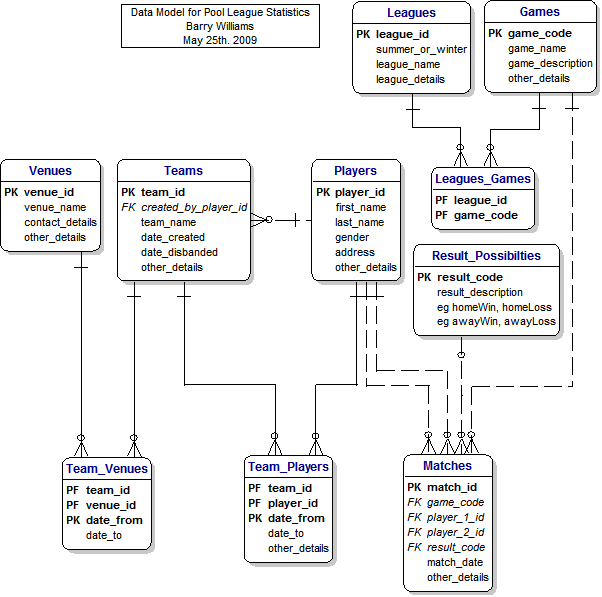 Data Model for Pool League Statistics
Barry Williams
May 25th. 2009
Leagues
PK league_id
summer_or_winter
league_name
league_details
Games
PK game_code
game_name
game_description
other_details
Venues
PK venue_id
venue_name
contact_details
other_details
Teams
PK team_id
FK created_by_player_id
team_name
date_created
date_disbanded
other_details
Players
PK player_id
first_name
last_name
gender
address
other_details
Leagues_Games
PF league_id
PF game_code
Result_Possibilties
PK result_code
result_description
eg homeWin, homeLoss
eg awayWin, awayLoss
Team_Venues
PF team_id
PF venue_id
PK date_from
date_to
Team_Players
PF team_id
PF player_id
PK date_from
date_to
other_details
Matches
PK match_id
FK game_code
FK player_1_id
FK player_2_id
FK result_code
match_date
other_details